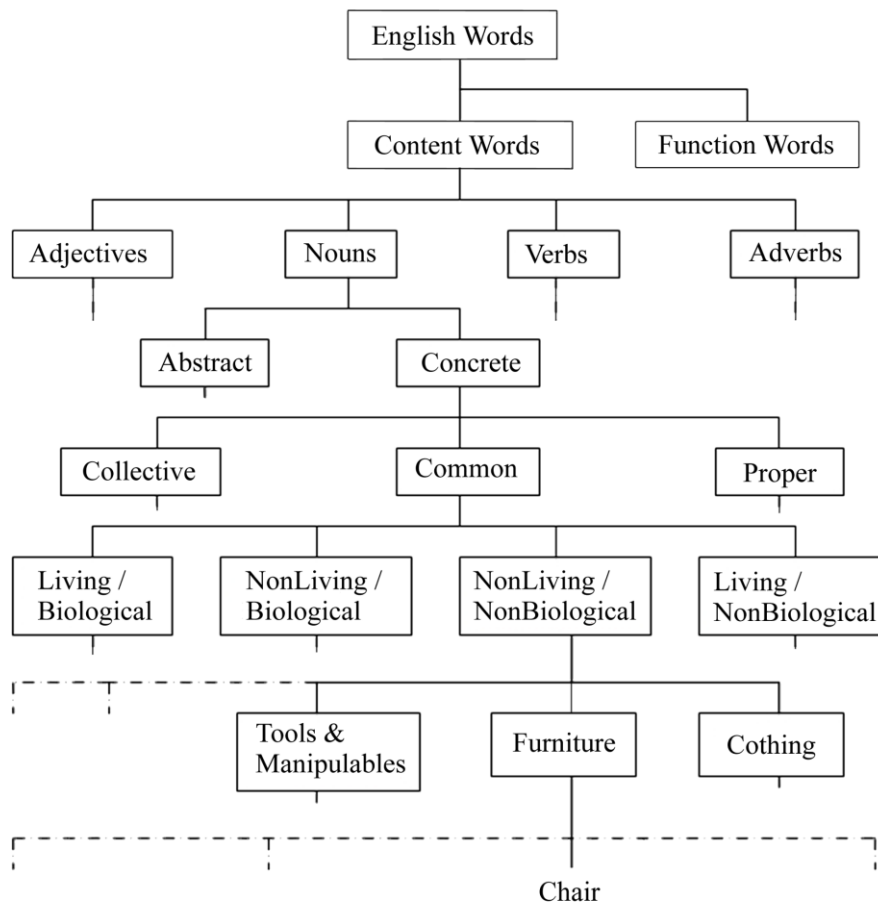 English Words
Content Words
Function Words
Adjectives
Nouns
Verbs
Adverbs
Abstract
Concrete
Collective
Common
Proper
Living /
Biological
NonLiving /
Biological
NonLiving /
NonBiological
Living /
NonBiological
Tools &
Manipulables
Furniture
Cothing
Chair